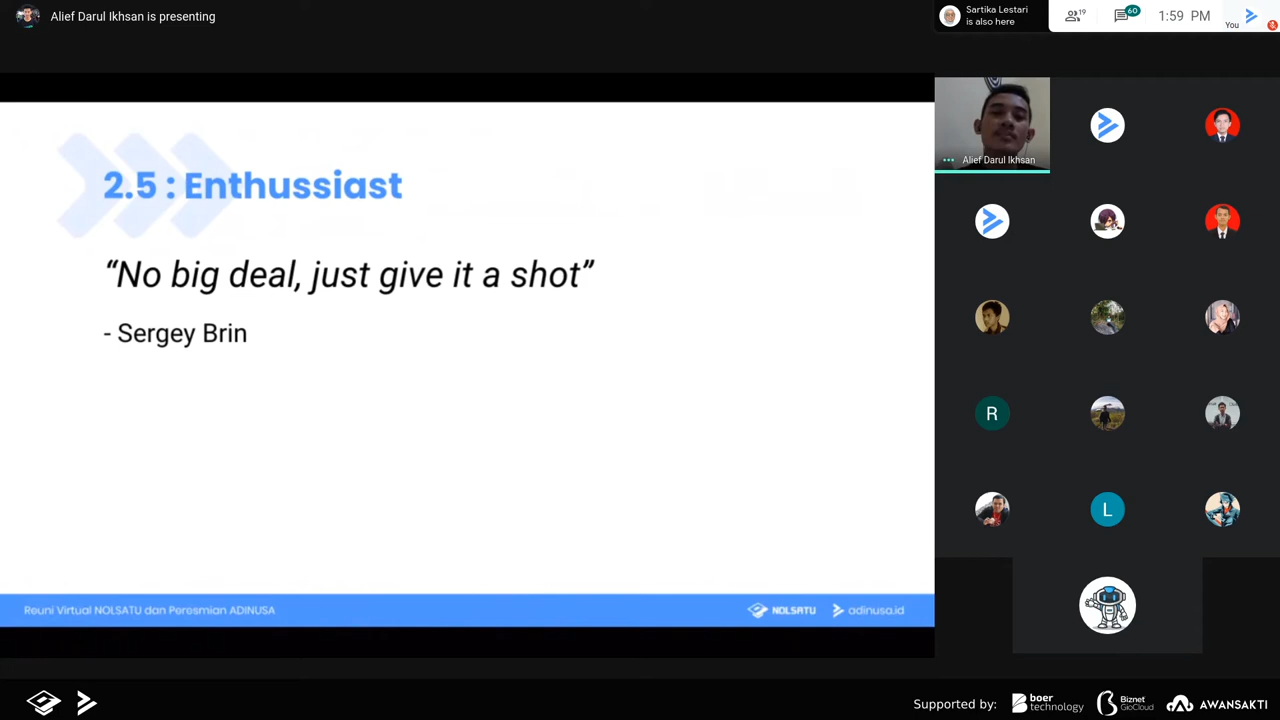 Alief Darul Ikhsan is presenting
Sartika Lestari
is also here
19
60
1:59 PM
You
2.5 : Enthussiast
“No big deal, just give it a shot”
- Sergey Brin
Alief Darul Ikhsan
R
L
Reuni Virtual NOLSATU dan Peresmian ADINUSA
NOLSATU
adinusa.id
Supported by:
boer
technology
Biznet
GioCloud
AWANSAKTI